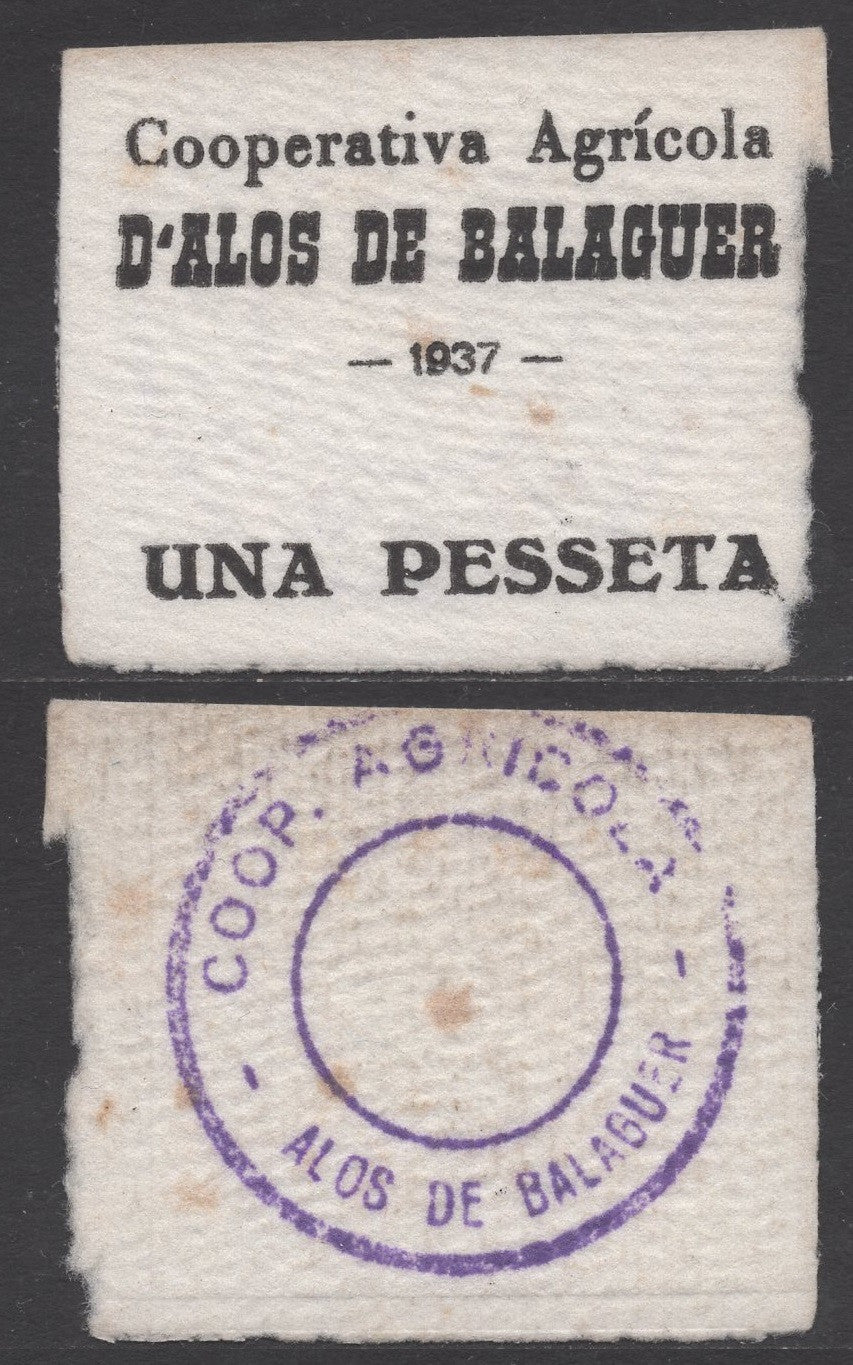 Cooperativa Agrícola
D'ALOS DE BALAGUER
— 1937 —
UNA PESSETA
COOP. AGRICOLA
- ALOS DE BALAGUER -